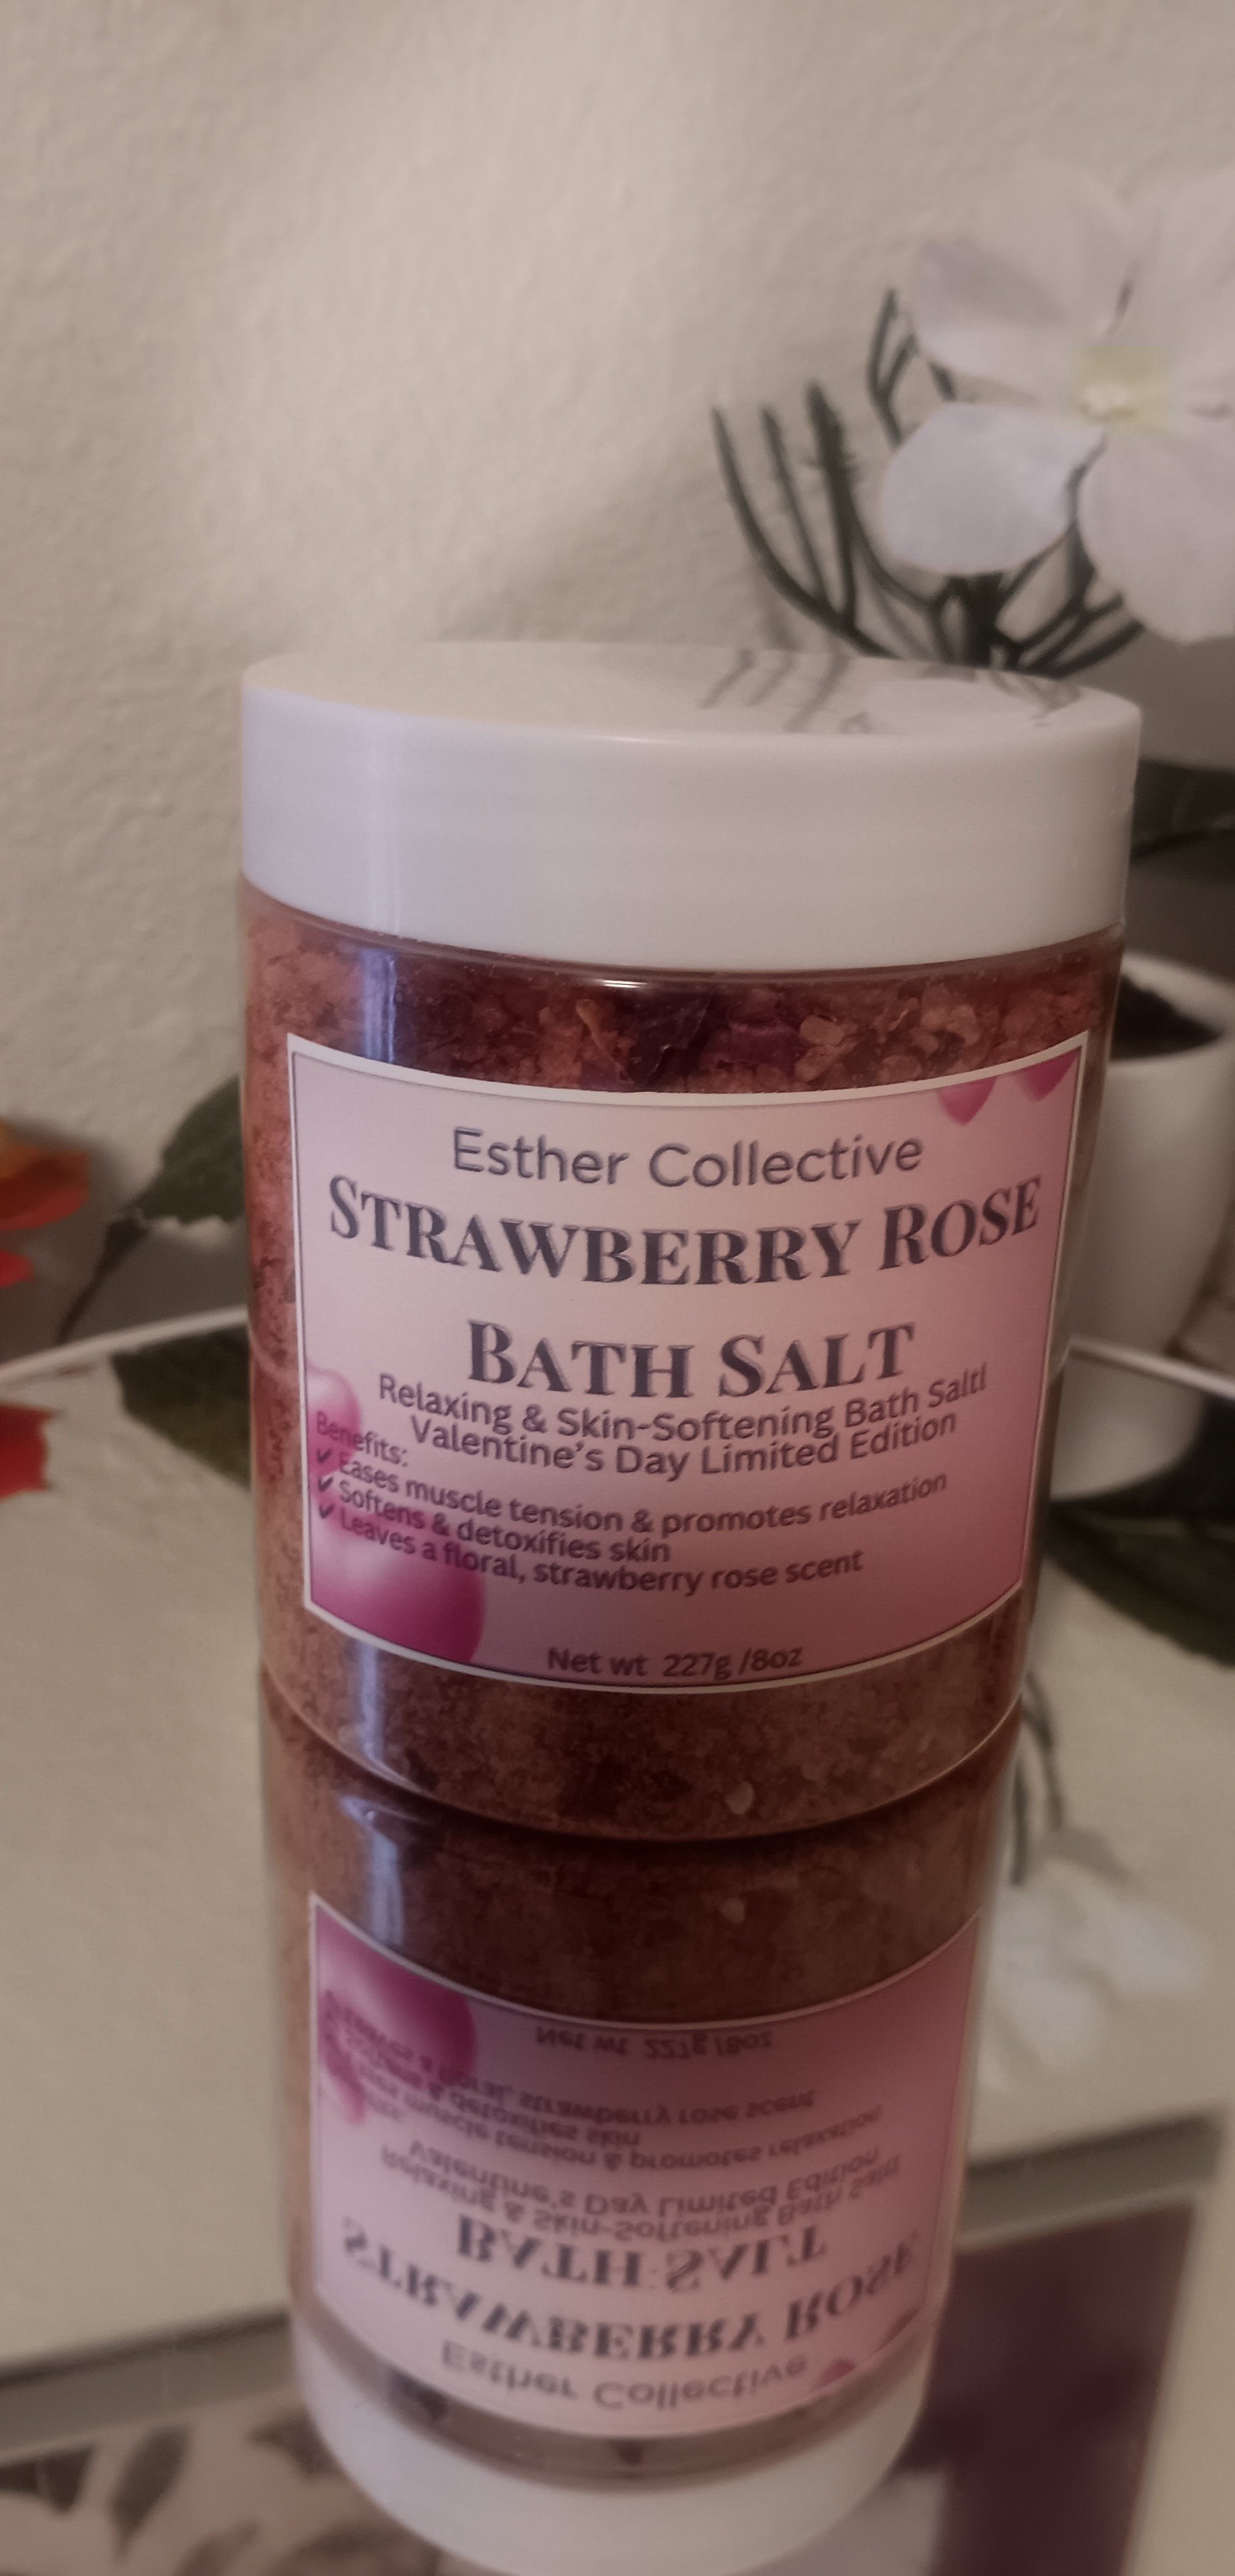 Esther Collective
STRAWBERRY ROSE
BATH SALT
Relaxing & Skin-Softening Bath Salt!
Valentine's Day Limited Edition
Benefits:
✔ Eases muscle tension & promotes relaxation
✔ Softens & detoxifies skin
✔ Leaves a floral, strawberry rose scent
Net wt 227g /8oz